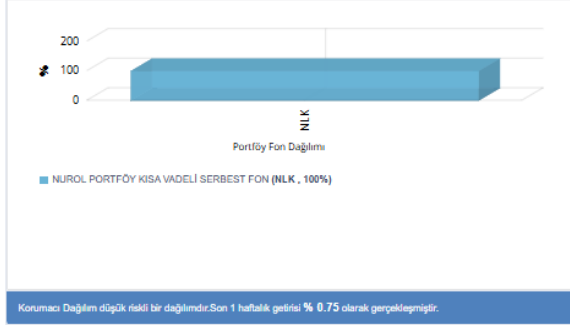 200
%
100
0
NLK
Portföy Fon Dağılımı
NUROL PORTFÖY KISA VADELİ SERBEST FON (NLK , 100%)
Korumacı Dağılım düşük riskli bir dağılımdır.Son 1 haftalık getirisi % 0.75 olarak gerçekleşmiştir.